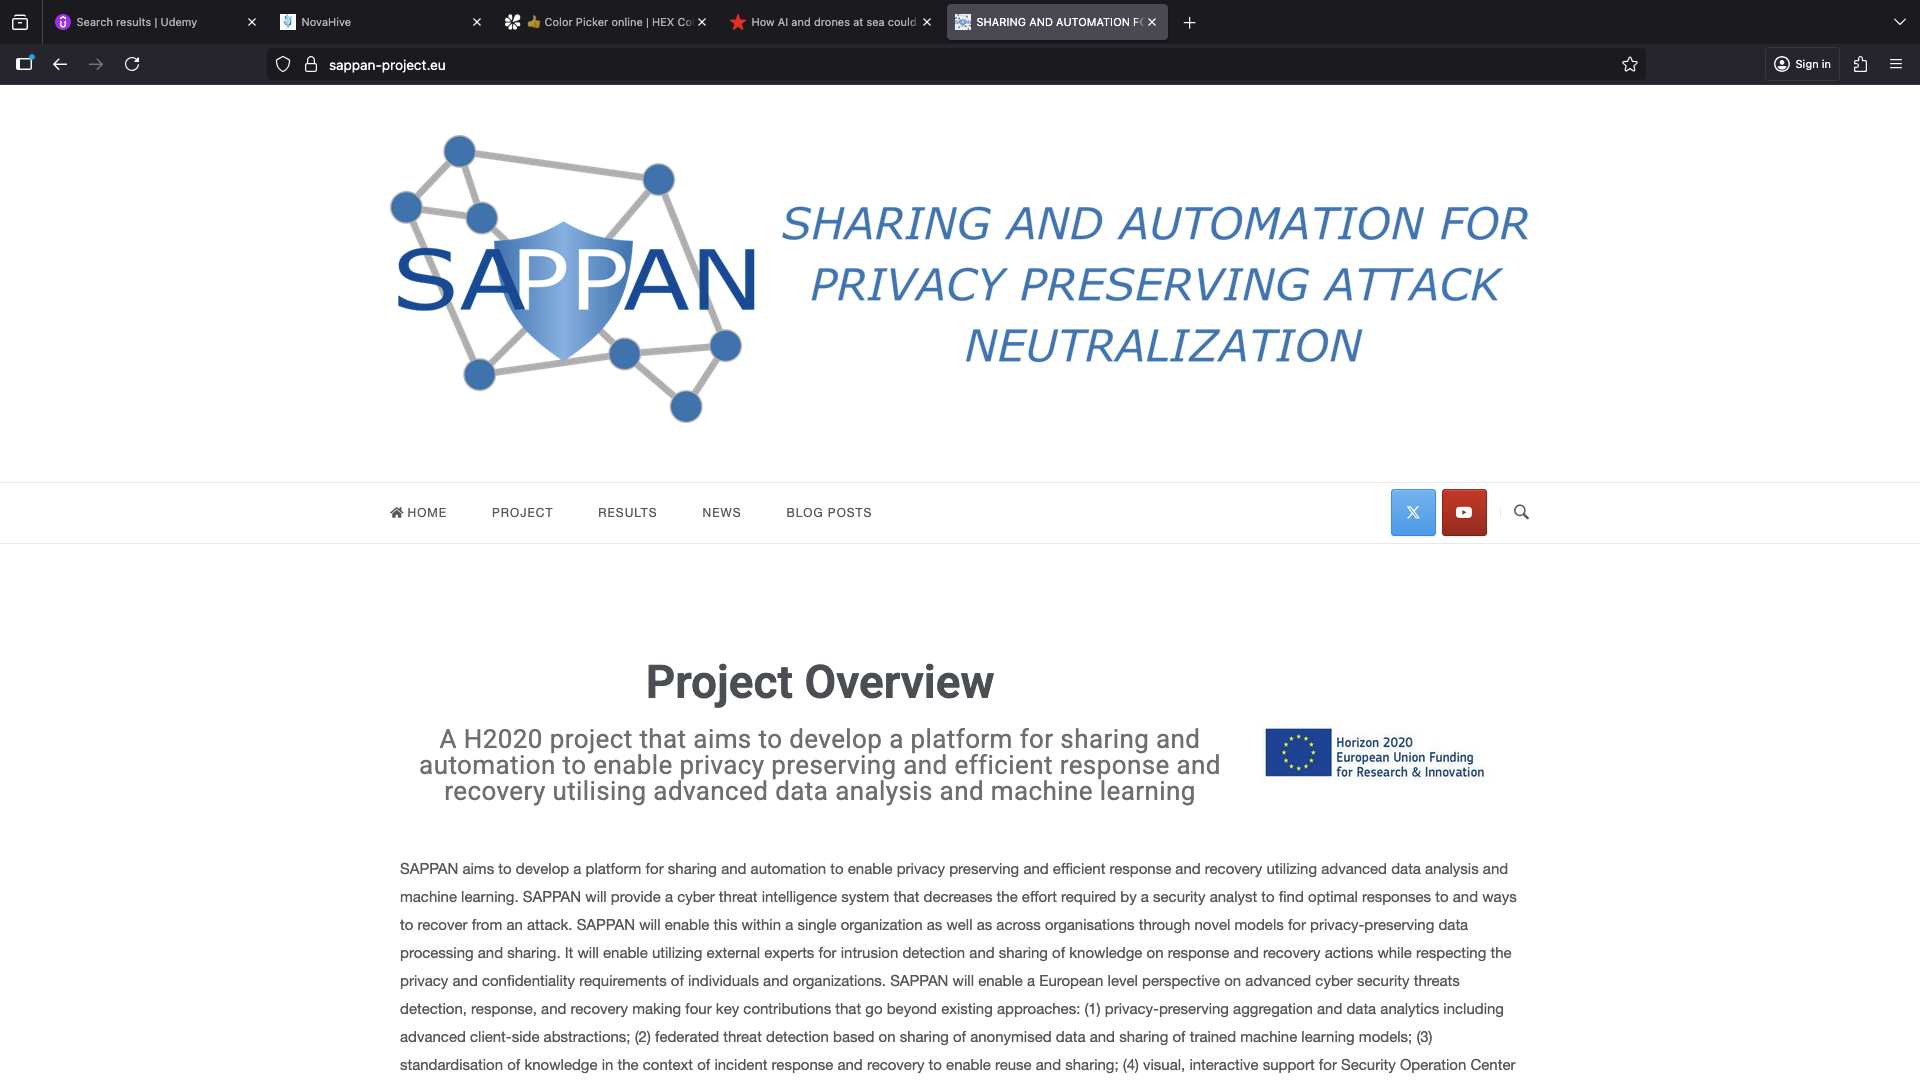 Search results | Udemy
NovaHive
👍 Color Picker online | HEX Co
How AI and drones at sea could
SHARING AND AUTOMATION FO
sappan-project.eu
Sign in
SAPPAN
SHARING AND AUTOMATION FOR
PRIVACY PRESERVING ATTACK
NEUTRALIZATION
HOME
PROJECT
RESULTS
NEWS
BLOG POSTS
Project Overview
A H2020 project that aims to develop a platform for sharing and
automation to enable privacy preserving and efficient response and
recovery utilising advanced data analysis and machine learning
Horizon 2020
European Union Funding
for Research & Innovation
SAPPAN aims to develop a platform for sharing and automation to enable privacy preserving and efficient response and recovery utilizing advanced data analysis and
machine learning. SAPPAN will provide a cyber threat intelligence system that decreases the effort required by a security analyst to find optimal responses to and ways
to recover from an attack. SAPPAN will enable this within a single organization as well as across organisations through novel models for privacy-preserving data
processing and sharing. It will enable utilizing external experts for intrusion detection and sharing of knowledge on response and recovery actions while respecting the
privacy and confidentiality requirements of individuals and organizations. SAPPAN will enable a European level perspective on advanced cyber security threats
detection, response, and recovery making four key contributions that go beyond existing approaches: (1) privacy-preserving aggregation and data analytics including
advanced client-side abstractions; (2) federated threat detection based on sharing of anonymised data and sharing of trained machine learning models; (3)
standardisation of knowledge in the context of incident response and recovery to enable reuse and sharing; (4) visual, interactive support for Security Operation Center